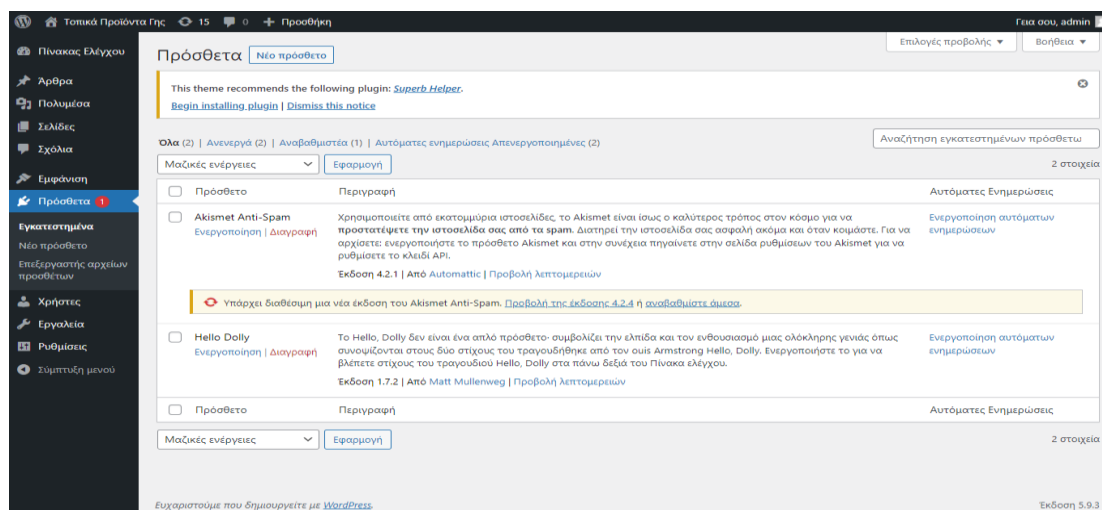 Τοπικά Προϊόντα Γης 15 0 Προσθήκη Γεια σου, admin
Πίνακας Ελέγχου
Άρθρα
Πολυμέσα
Σελίδες
Σχόλια
Εμφάνιση
Πρόσθετα 1
Εγκατεστημένα
Νέο πρόσθετο
Επεξεργαστής αρχείων
προσθέτων
Χρήστες
Εργαλεία
Ρυθμίσεις
Σύμπτυξη μενού
Επιλογές προβολής Βοήθεια
Πρόσθετα Νέο πρόσθετο
This theme recommends the following plugin: Superb Helper.
Begin installing plugin | Dismiss this notice
Όλα (2) | Ανενεργά (2) | Αναβαθμιστέα (1) | Αυτόματες ενημερώσεις Απενεργοποιημένες (2)
Αναζήτηση εγκατεστημένων πρόσθετω
Μαζικές ενέργειες Εφαρμογή 2 στοιχεία
Πρόσθετο Περιγραφή Αυτόματες Ενημερώσεις
Akismet Anti-Spam
Ενεργοποίηση | Διαγραφή
Χρησιμοποιείτε από εκατομμύρια ιστοσελίδες, το Akismet είναι ίσως ο καλύτερος τρόπος στον κόσμο για να
προστατέψετε την ιστοσελίδα σας από τα spam. Διατηρεί την ιστοσελίδα σας ασφαλή ακόμα και όταν κοιμάστε. Για να
αρχίσετε: ενεργοποιήστε το πρόσθετο Akismet και στην συνέχεια πηγαίνετε στην σελίδα ρυθμίσεων του Akismet για να
ρυθμίσετε το κλειδί API.
Έκδοση 4.2.1 | Από Automattic | Προβολή λεπτομερειών
Ενεργοποίηση αυτόματων
ενημερώσεων
Υπάρχει διαθέσιμη μια νέα έκδοση του Akismet Anti-Spam. Προβολή της έκδοσης 4.2.4 ή αναβαθμίστε άμεσα.
Hello Dolly
Ενεργοποίηση | Διαγραφή
Το Hello, Dolly δεν είναι ένα απλό πρόσθετο- συμβολίζει την ελπίδα και τον ενθουσιασμό μιας ολόκληρης γενιάς όπως
συνοψίζονται στους δύο στίχους του τραγουδήθηκε από τον ouis Armstrong Hello, Dolly. Ενεργοποιήστε το για να
βλέπετε στίχους του τραγουδιού Hello, Dolly στα πάνω δεξιά του Πίνακα ελέγχου.
Έκδοση 1.7.2 | Από Matt Mullenweg | Προβολή λεπτομερειών
Ενεργοποίηση αυτόματων
ενημερώσεων
Πρόσθετο Περιγραφή Αυτόματες Ενημερώσεις
Μαζικές ενέργειες Εφαρμογή 2 στοιχεία
Ευχαριστούμε που δημιουργείτε με WordPress. Έκδοση 5.9.3